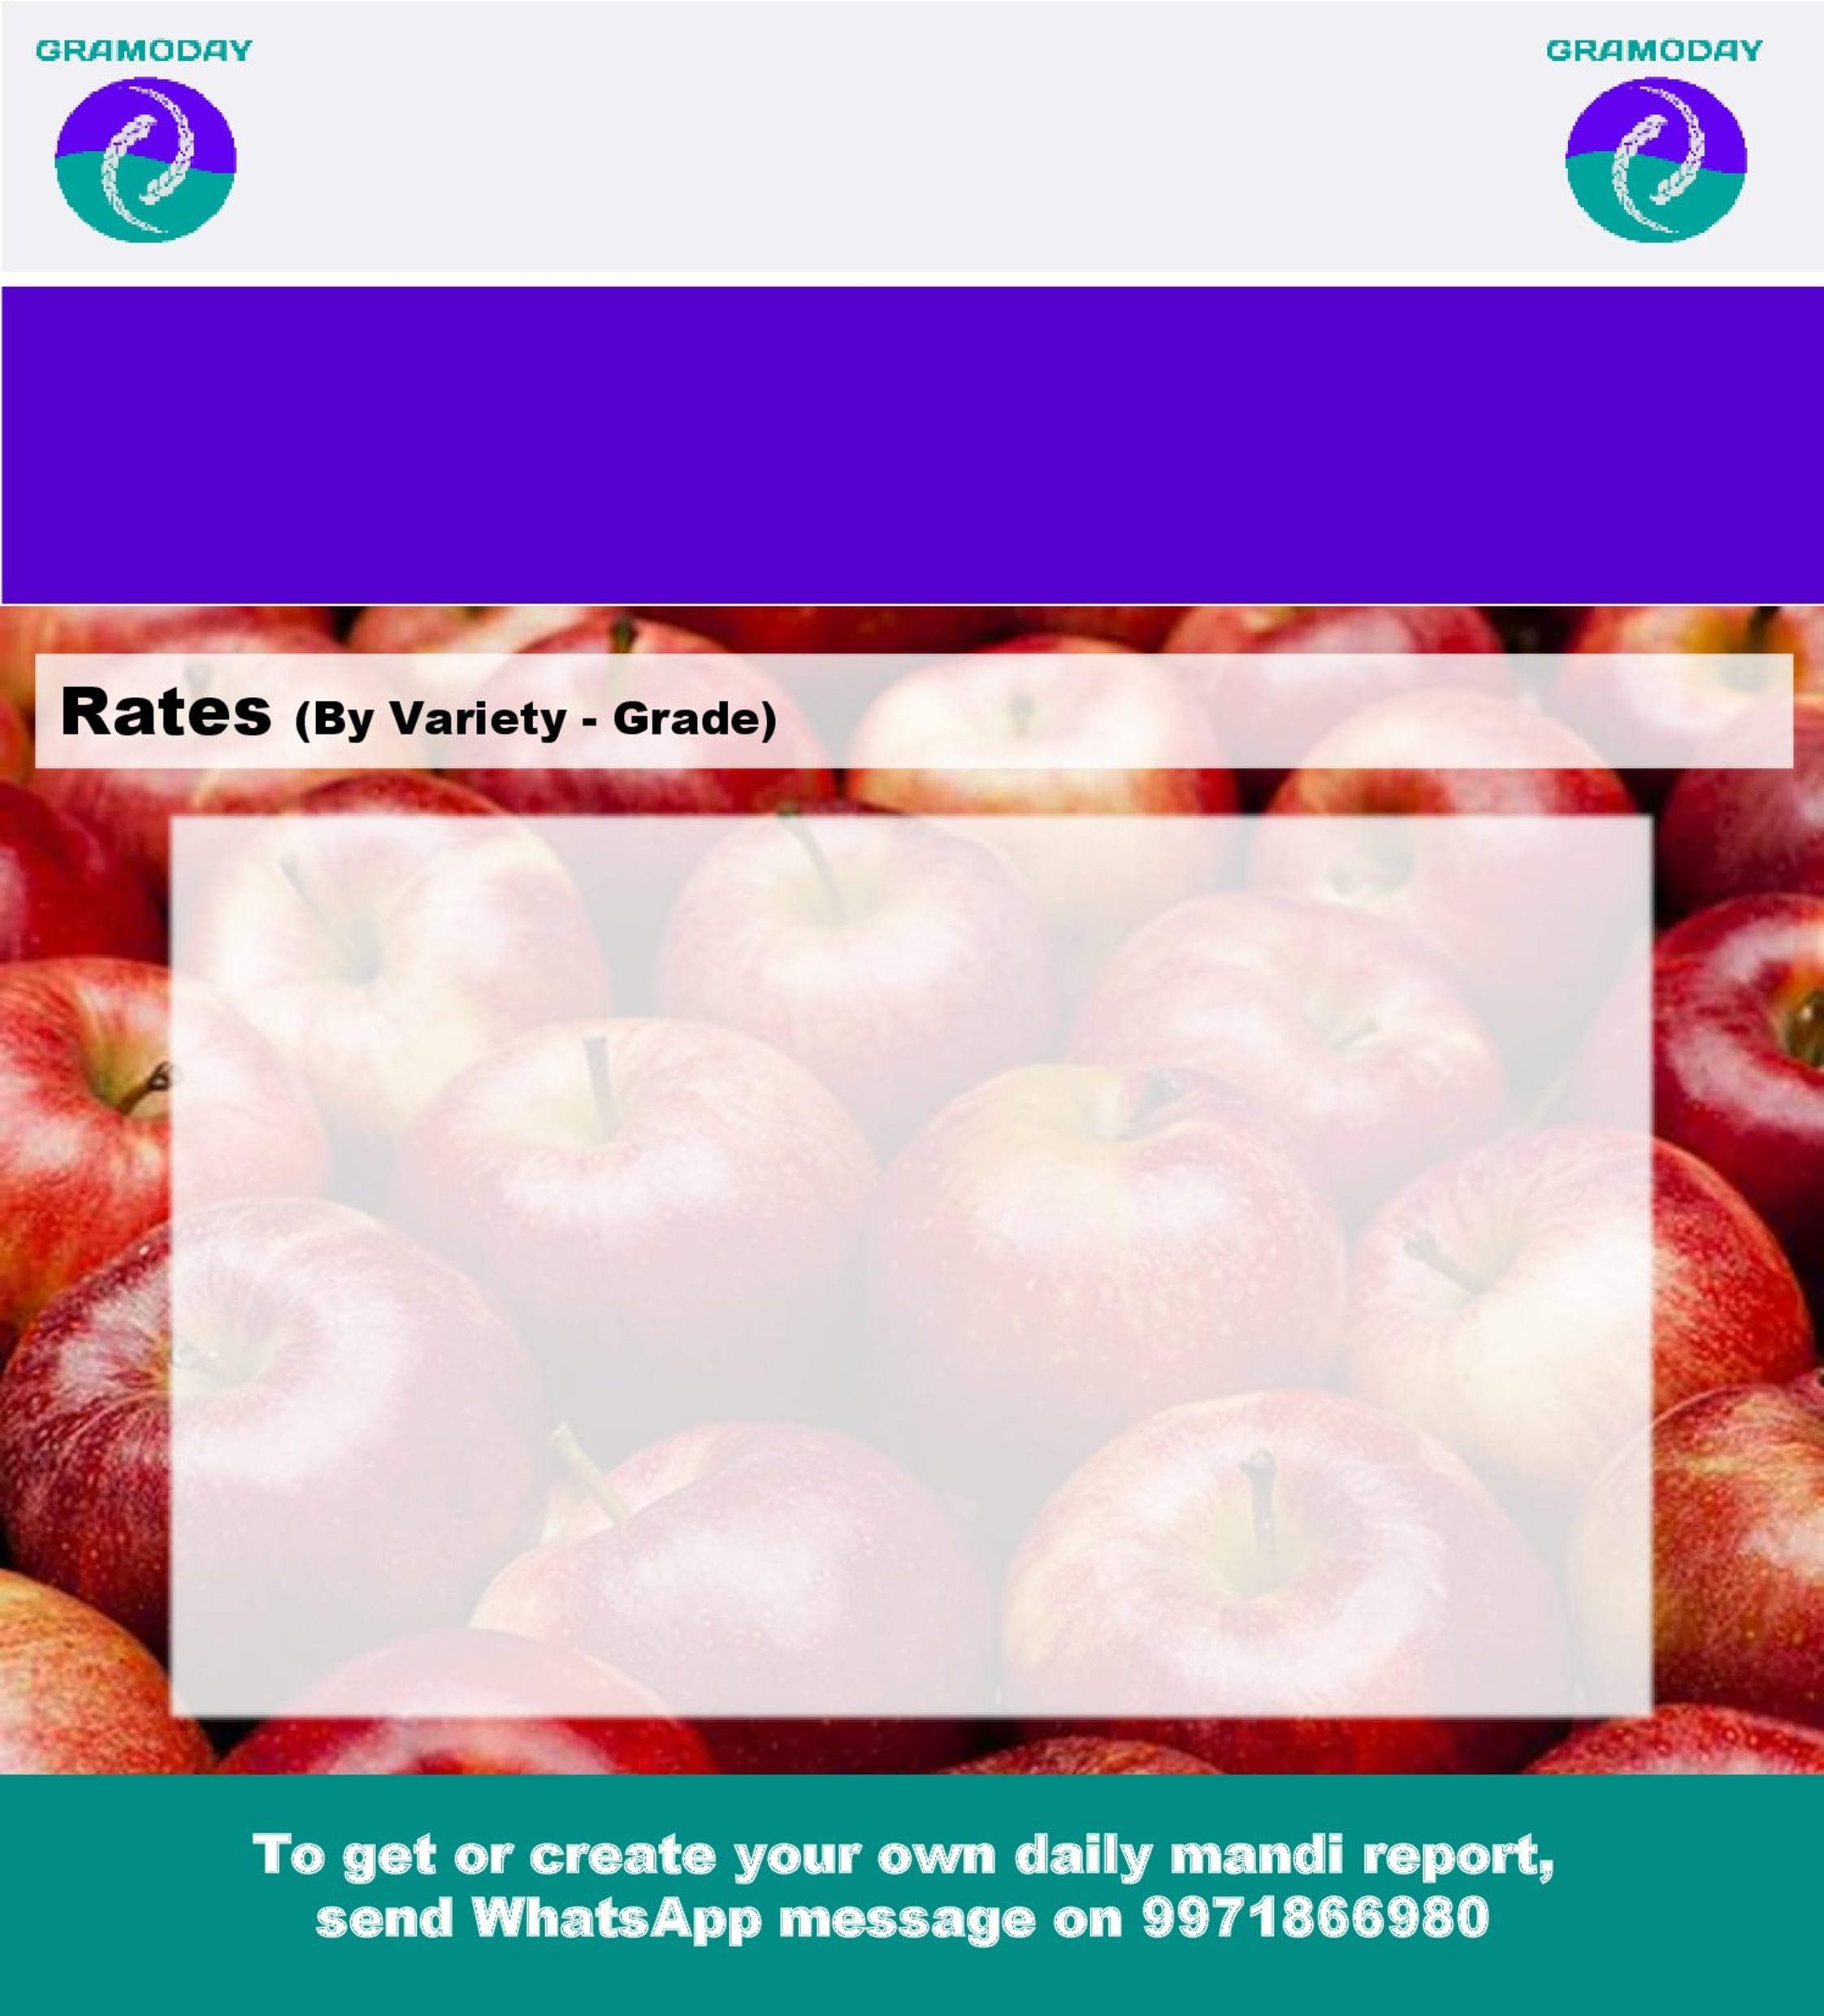 GRAMODAY
GRAMODAY
Rates (By Variety - Grade)
To get or create your own daily mandi report,
send WhatsApp message on 9971866980